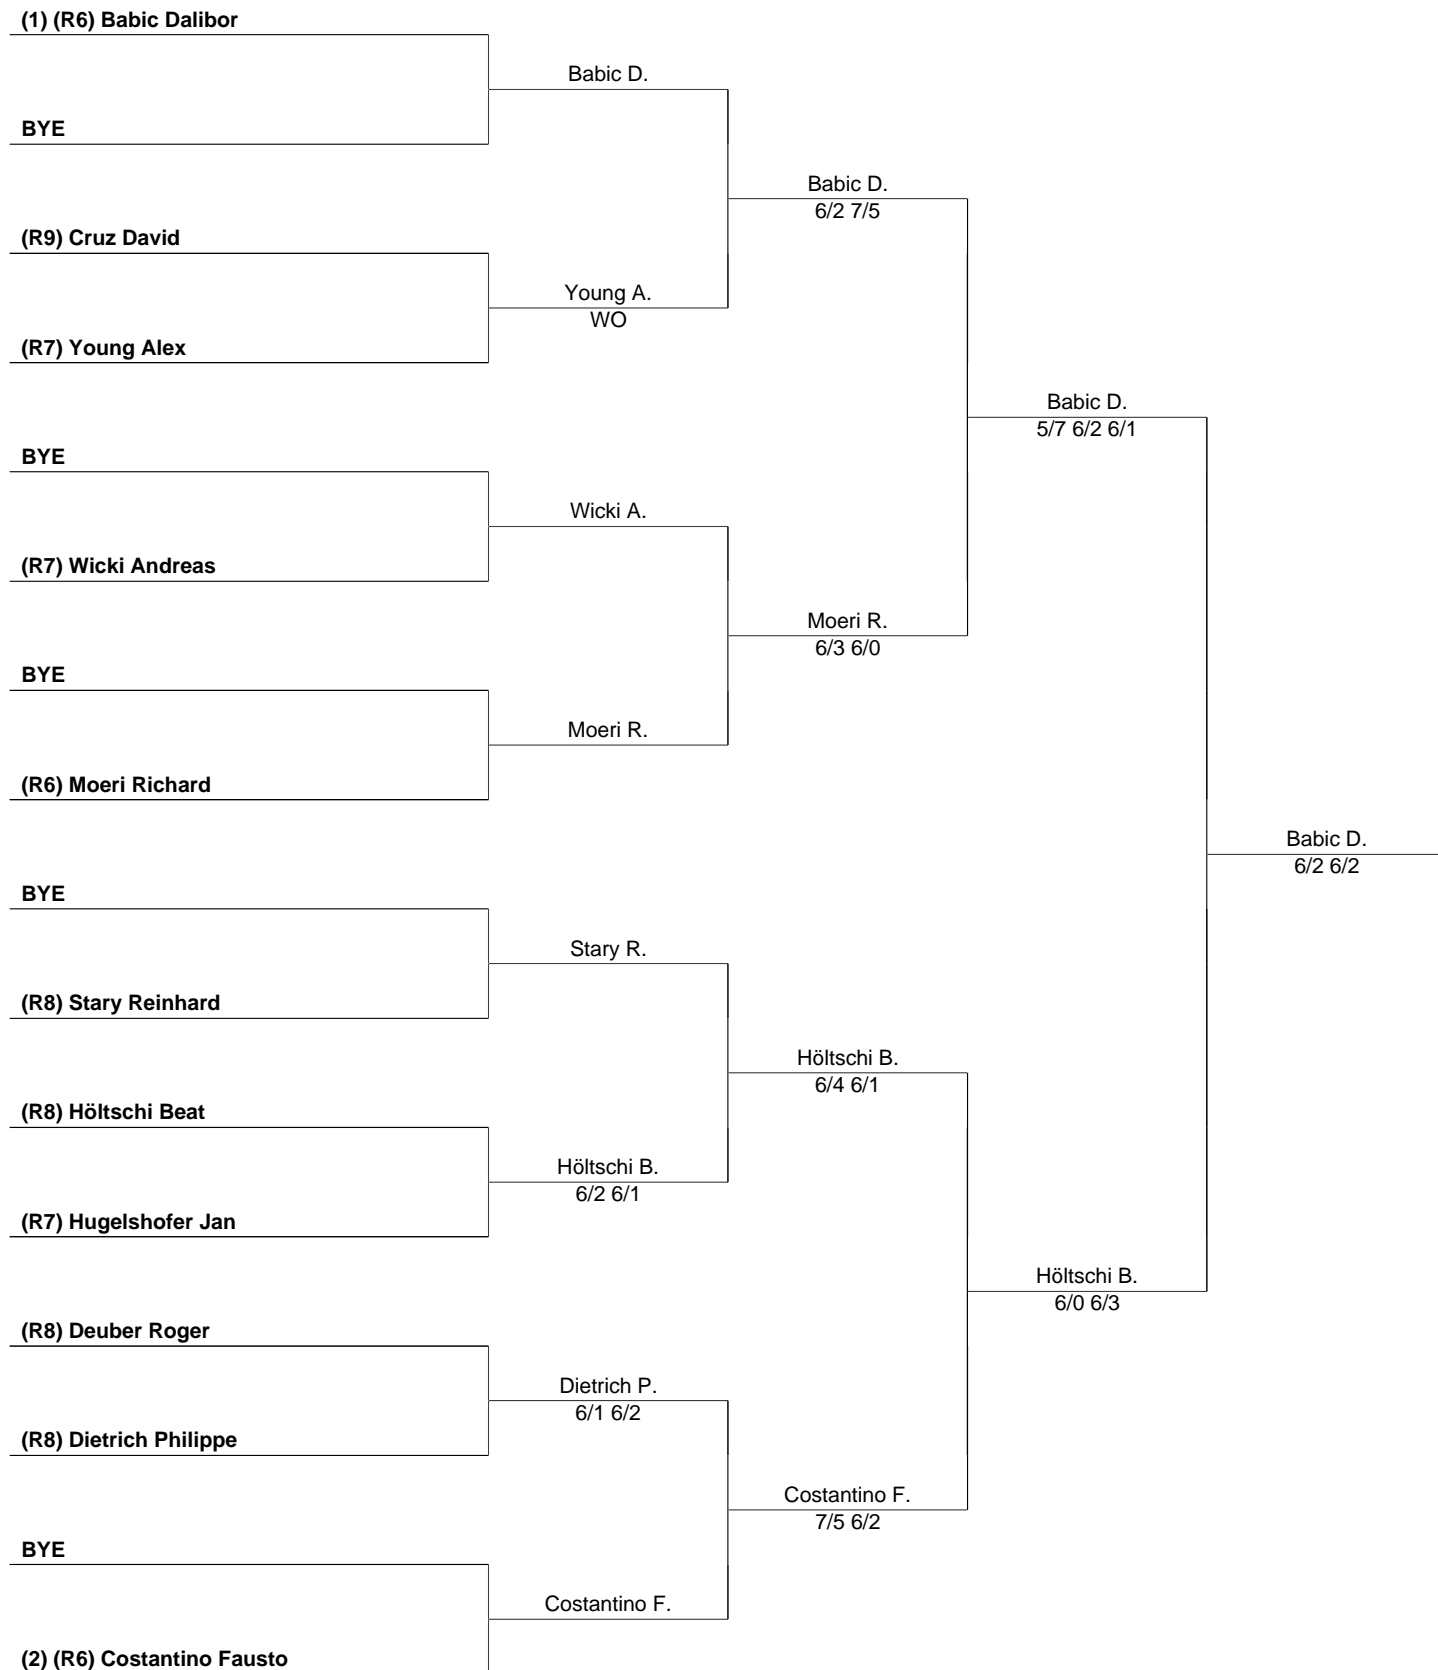 (1) (R6) Babic Dalibor
Babic D.
BYE
Babic D.
6/2 7/5
(R9) Cruz David
Young A.
WO
(R7) Young Alex
Babic D.
5/7 6/2 6/1
BYE
Wicki A.
(R7) Wicki Andreas
Moeri R.
6/3 6/0
BYE
Moeri R.
(R6) Moeri Richard
Babic D.
6/2 6/2
BYE
Stary R.
(R8) Stary Reinhard
Höltschi B.
6/4 6/1
(R8) Höltschi Beat
Höltschi B.
6/2 6/1
(R7) Hugelshofer Jan
Höltschi B.
6/0 6/3
(R8) Deuber Roger
Dietrich P.
6/1 6/2
(R8) Dietrich Philippe
Costantino F.
7/5 6/2
BYE
Costantino F.
(2) (R6) Costantino Fausto